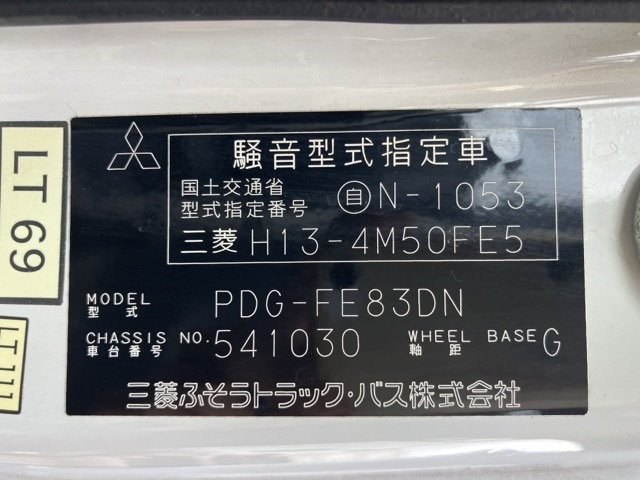 騒音型式指定車
国土交通省
型式指定番号 自N-1053
三菱 H13-4M50FE5
MODEL
型式 PDG-FE83DN
CHASSIS NO. 541030 WHEEL BASE G
車台番号 軸距
三菱ふそうトラック・バス株式会社
LT 69
LT111